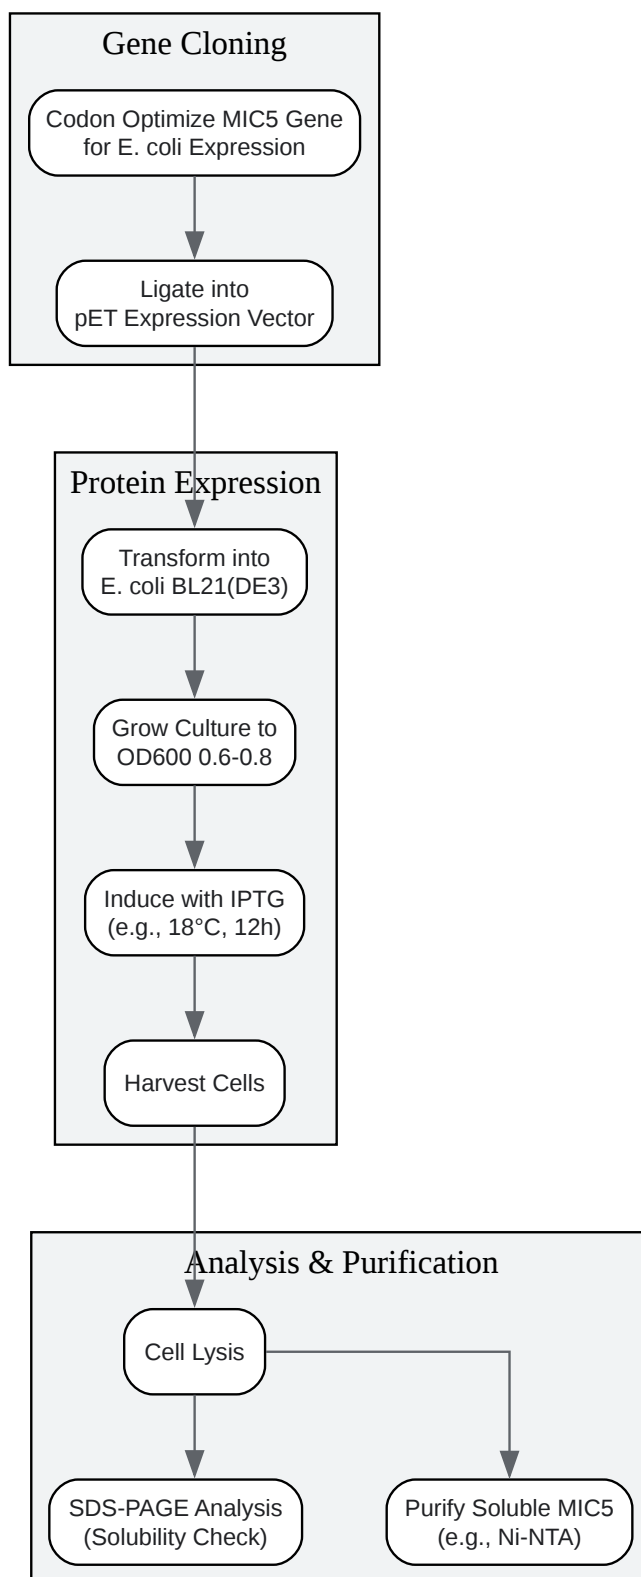 Gene Cloning
Codon Optimize MIC5 Gene
for E. coli Expression
Ligate into
pET Expression Vector
Protein Expression
Transform into
E. coli BL21(DE3)
Grow Culture to
OD600 0.6-0.8
Induce with IPTG
(e.g., 18°C, 12h)
Harvest Cells
Analysis & Purification
Cell Lysis
SDS-PAGE Analysis
(Solubility Check)
Purify Soluble MIC5
(e.g., Ni-NTA)